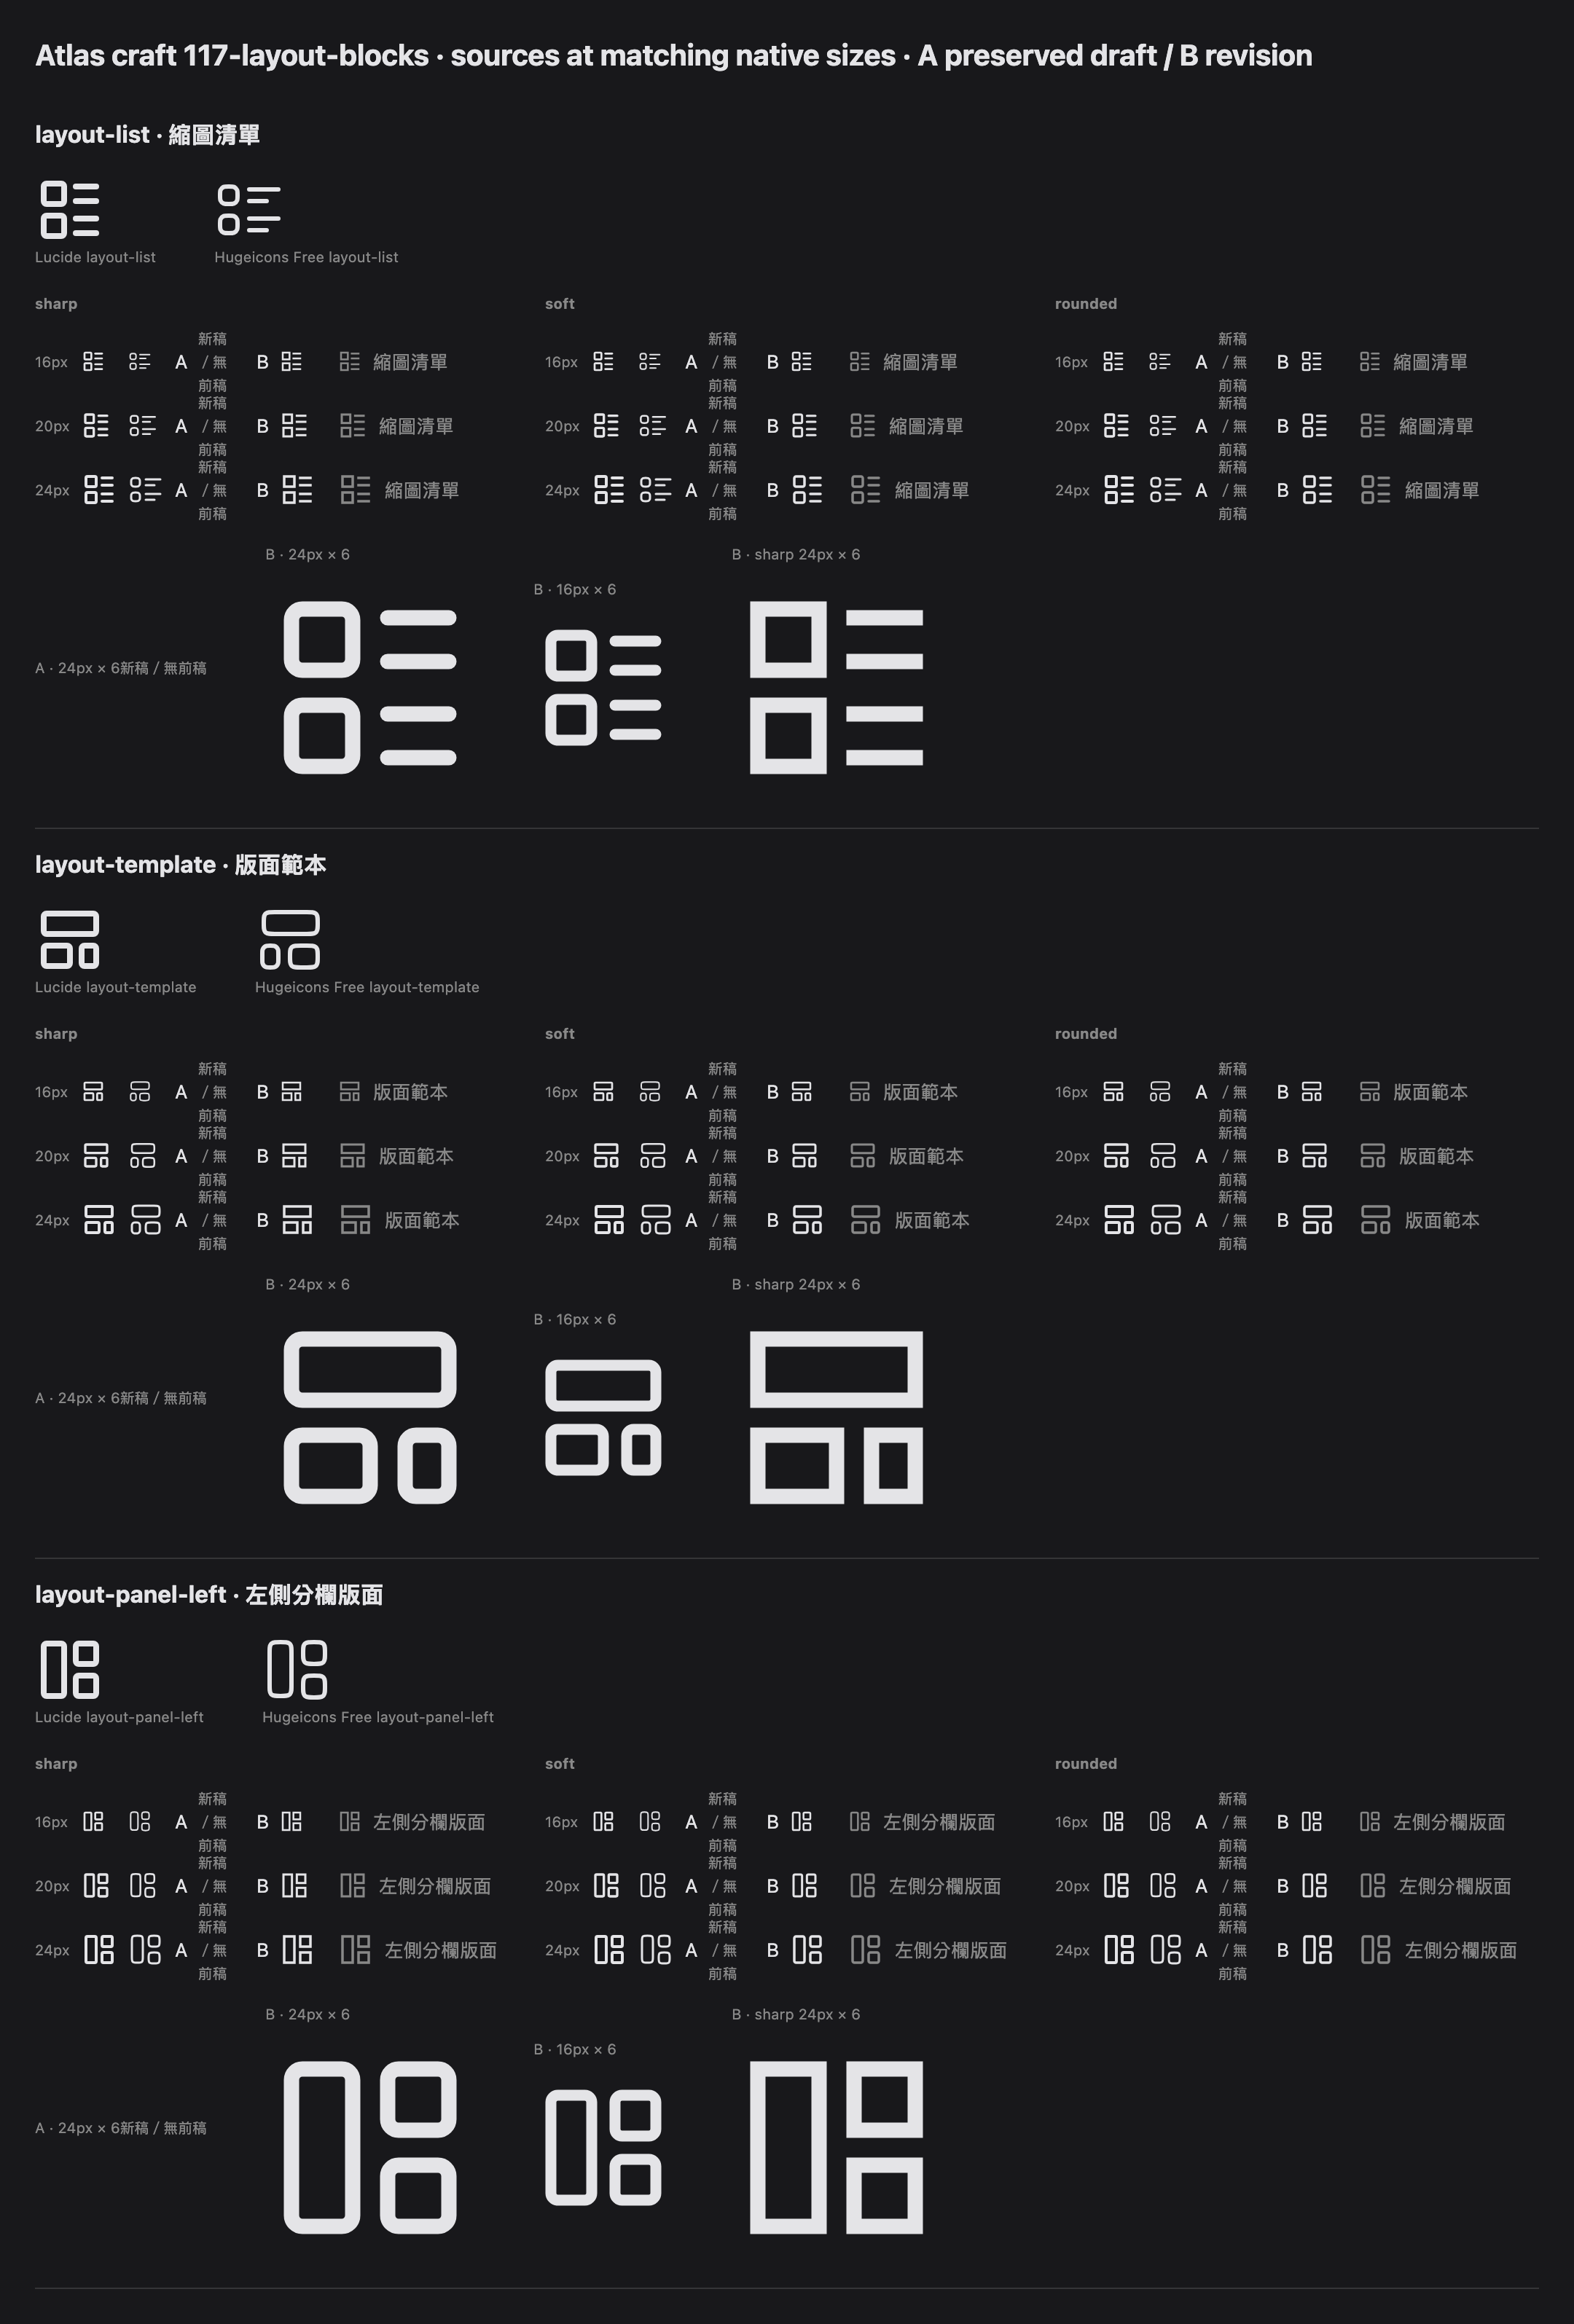 Atlas craft 117-layout-blocks · sources at matching native sizes · A preserved draft / B revision
layout-list · 縮圖清單
Lucide layout-list
Hugeicons Free layout-list
sharp
16px A 新稿 / 無前稿 B 縮圖清單
20px A 新稿 / 無前稿 B 縮圖清單
24px A 新稿 / 無前稿 B 縮圖清單
soft
16px A 新稿 / 無前稿 B 縮圖清單
20px A 新稿 / 無前稿 B 縮圖清單
24px A 新稿 / 無前稿 B 縮圖清單
rounded
16px A 新稿 / 無前稿 B 縮圖清單
20px A 新稿 / 無前稿 B 縮圖清單
24px A 新稿 / 無前稿 B 縮圖清單
A · 24px × 6新稿 / 無前稿
B · 24px × 6
B · 16px × 6
B · sharp 24px × 6
layout-template · 版面範本
Lucide layout-template
Hugeicons Free layout-template
sharp
16px A 新稿 / 無前稿 B 版面範本
20px A 新稿 / 無前稿 B 版面範本
24px A 新稿 / 無前稿 B 版面範本
soft
16px A 新稿 / 無前稿 B 版面範本
20px A 新稿 / 無前稿 B 版面範本
24px A 新稿 / 無前稿 B 版面範本
rounded
16px A 新稿 / 無前稿 B 版面範本
20px A 新稿 / 無前稿 B 版面範本
24px A 新稿 / 無前稿 B 版面範本
A · 24px × 6新稿 / 無前稿
B · 24px × 6
B · 16px × 6
B · sharp 24px × 6
layout-panel-left · 左側分欄版面
Lucide layout-panel-left
Hugeicons Free layout-panel-left
sharp
16px A 新稿 / 無前稿 B 左側分欄版面
20px A 新稿 / 無前稿 B 左側分欄版面
24px A 新稿 / 無前稿 B 左側分欄版面
soft
16px A 新稿 / 無前稿 B 左側分欄版面
20px A 新稿 / 無前稿 B 左側分欄版面
24px A 新稿 / 無前稿 B 左側分欄版面
rounded
16px A 新稿 / 無前稿 B 左側分欄版面
20px A 新稿 / 無前稿 B 左側分欄版面
24px A 新稿 / 無前稿 B 左側分欄版面
A · 24px × 6新稿 / 無前稿
B · 24px × 6
B · 16px × 6
B · sharp 24px × 6